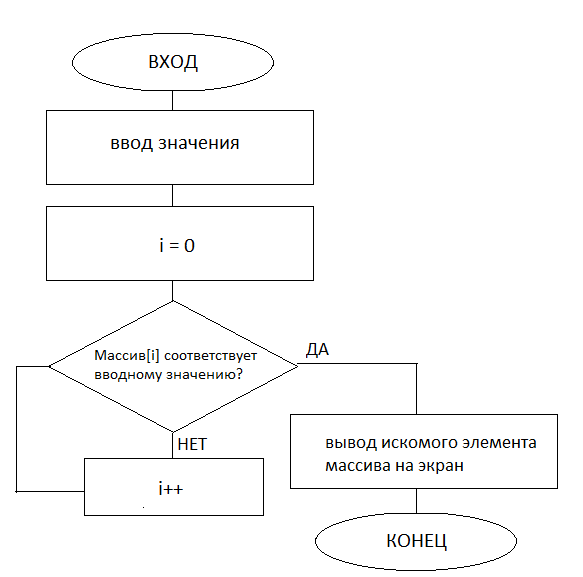 ВХОД
ввод значения
i = 0
Массив[i] соответствует
вводному значению?
ДА
НЕТ
i++
вывод искомого элемента
массива на экран
КОНЕЦ